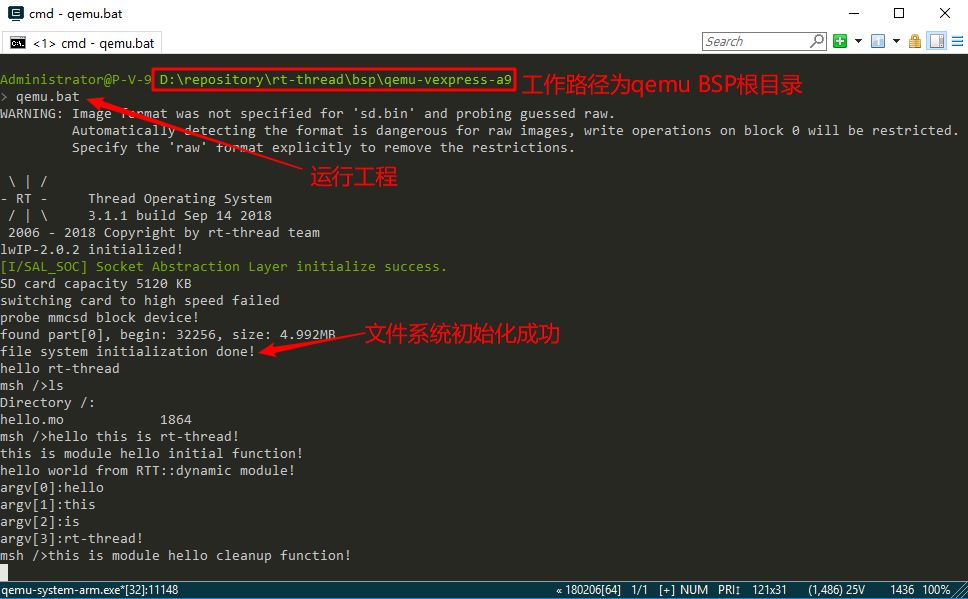 cmd - qemu.bat
<1> cmd - qemu.bat
Search
Administrator@P-V-9 D:\repository\rt-thread\bsp\qemu-vexpress-a9
工作路径为qemu BSP根目录
> qemu.bat
WARNING: Image format was not specified for 'sd.bin' and probing guessed raw.
Automatically detecting the format is dangerous for raw images, write operations on block 0 will be restricted.
Specify the 'raw' format explicitly to remove the restrictions.
运行工程
\ | /
- RT - Thread Operating System
/ | \ 3.1.1 build Sep 14 2018
2006 - 2018 Copyright by rt-thread team
lwIP-2.0.2 initialized!
[I/SAL_SOC] Socket Abstraction Layer initialize success.
SD card capacity 5120 KB
switching card to high speed failed
probe mmcsd block device!
found part[0], begin: 32256, size: 4.992MB
文件系统初始化成功
file system initialization done!
hello rt-thread
msh />ls
Directory /:
hello.mo 1864
msh />hello this is rt-thread!
this is module hello initial function!
hello world from RTT::dynamic module!
argv[0]:hello
argv[1]:this
argv[2]:is
argv[3]:rt-thread!
msh />this is module hello cleanup function!
qemu-system-arm.exe*[32]:11148 « 180206[64] 1/1 [+] NUM PRI↕ 121x31 (1,486) 25V 1436 100%